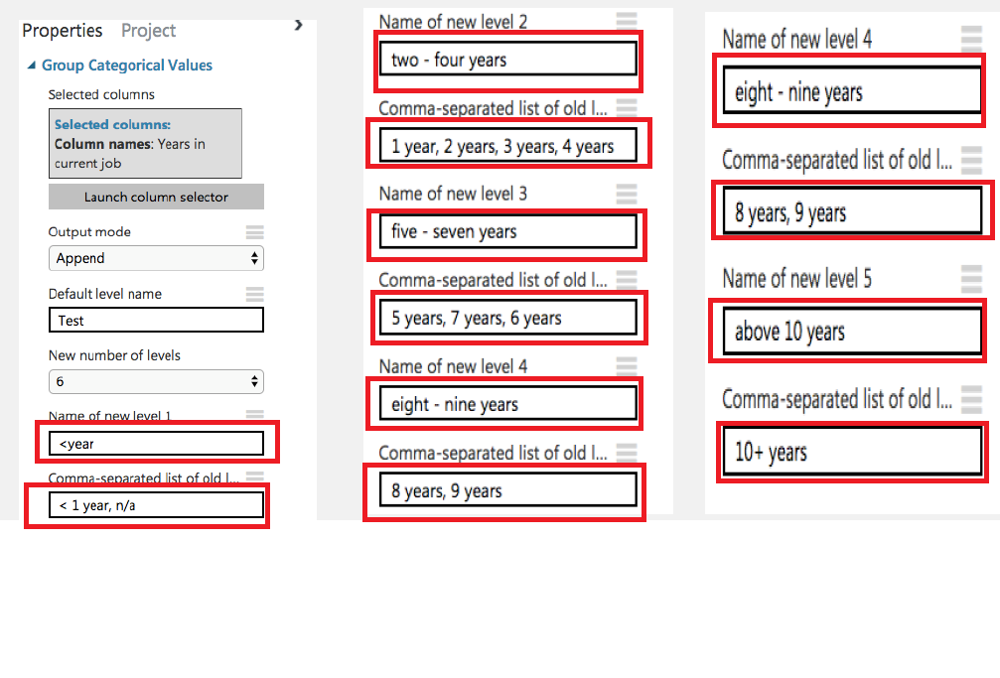 Properties Project
Group Categorical Values
Selected columns
Selected columns:
Column names: Years in
current job
Launch column selector
Output mode
Append
Default level name
Test
New number of levels
6
Name of new level 1
<year
Comma-separated list of old l...
< 1 year, n/a
Name of new level 2
two - four years
Comma-separated list of old l...
1 year, 2 years, 3 years, 4 years
Name of new level 3
five - seven years
Comma-separated list of old l...
5 years, 7 years, 6 years
Name of new level 4
eight - nine years
Comma-separated list of old l...
8 years, 9 years
Name of new level 4
eight - nine years
Comma-separated list of old l...
8 years, 9 years
Name of new level 5
above 10 years
Comma-separated list of old l...
10+ years